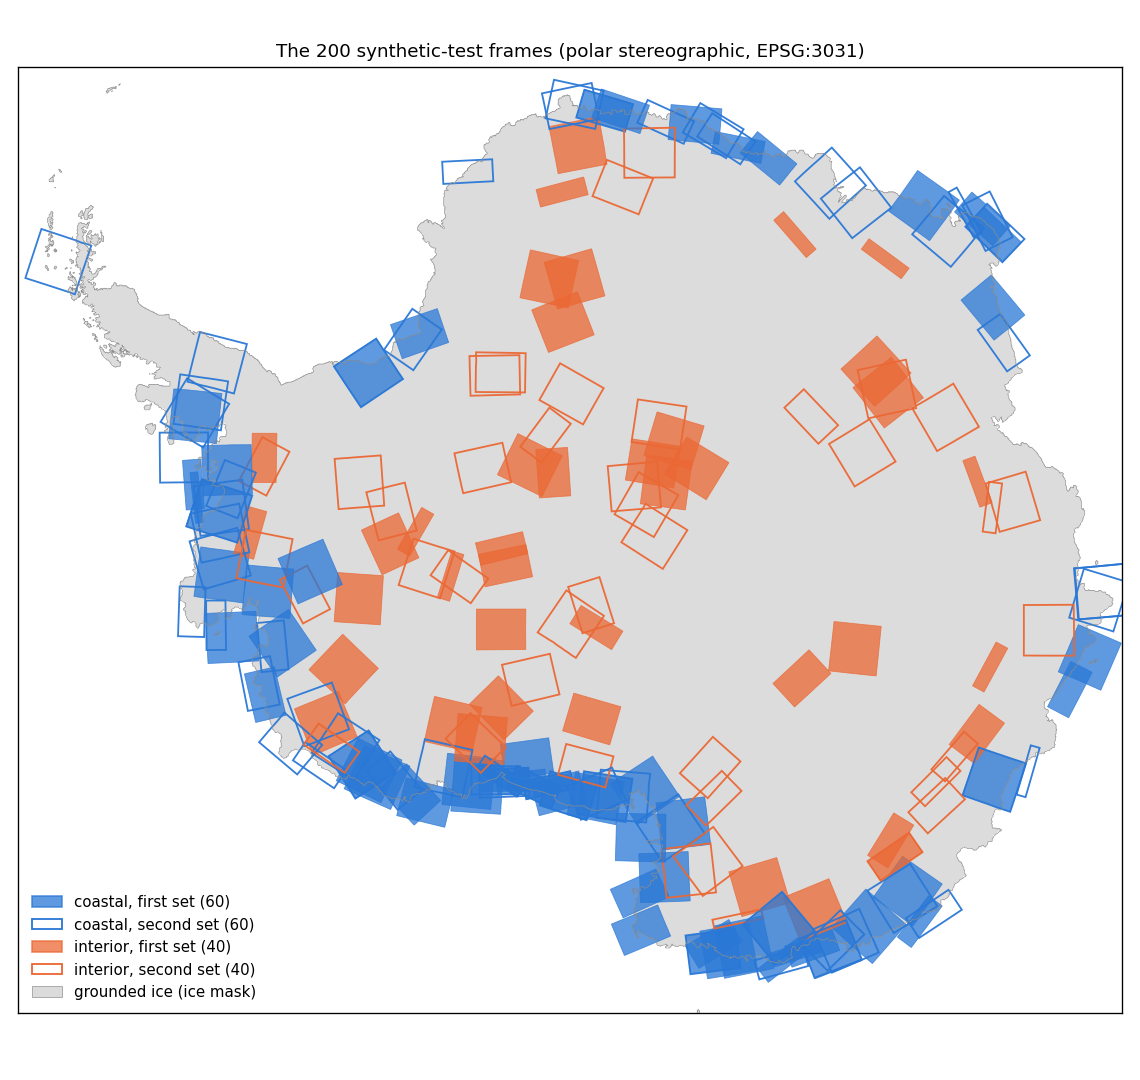 The 200 synthetic-test frames (polar stereographic, EPSG:3031)
coastal, first set (60)
coastal, second set (60)
interior, first set (40)
interior, second set (40)
grounded ice (ice mask)